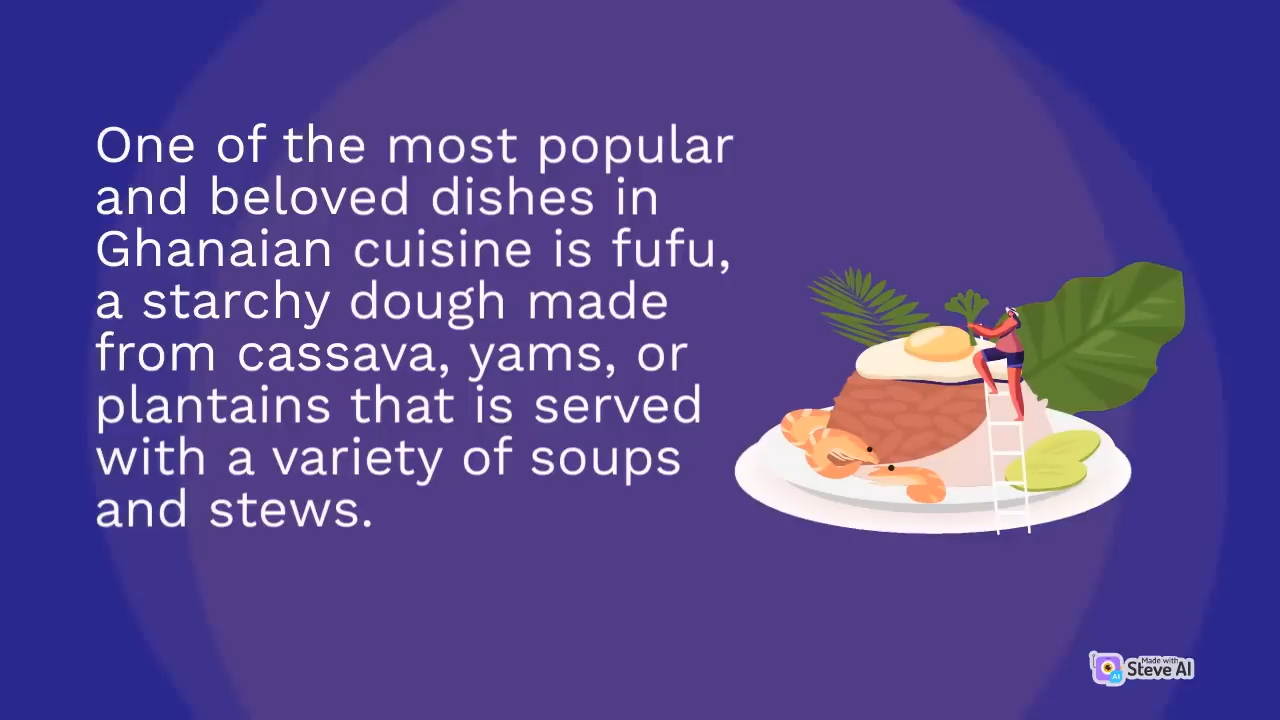 One of the most popular
and beloved dishes in
Ghanaian cuisine is fufu,
a starchy dough made
from cassava, yams, or
plantains that is served
with a variety of soups
and stews.
Made with
Steve AI
AI